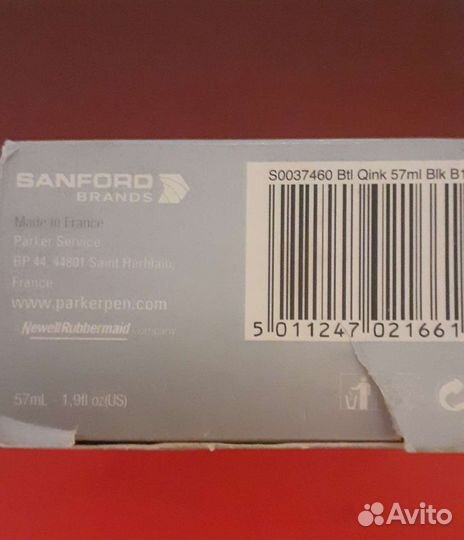 SANFORD
BRANDS
Made in France
Parker Service
BP 44, 44801 Saint Herblain,
France
www.parkerpen.com
NewellRubbermaid company
57mL - 1,9fl oz(US)
S0037460 Btl Qink 57ml Blk B1
5 011247 021661
Avito